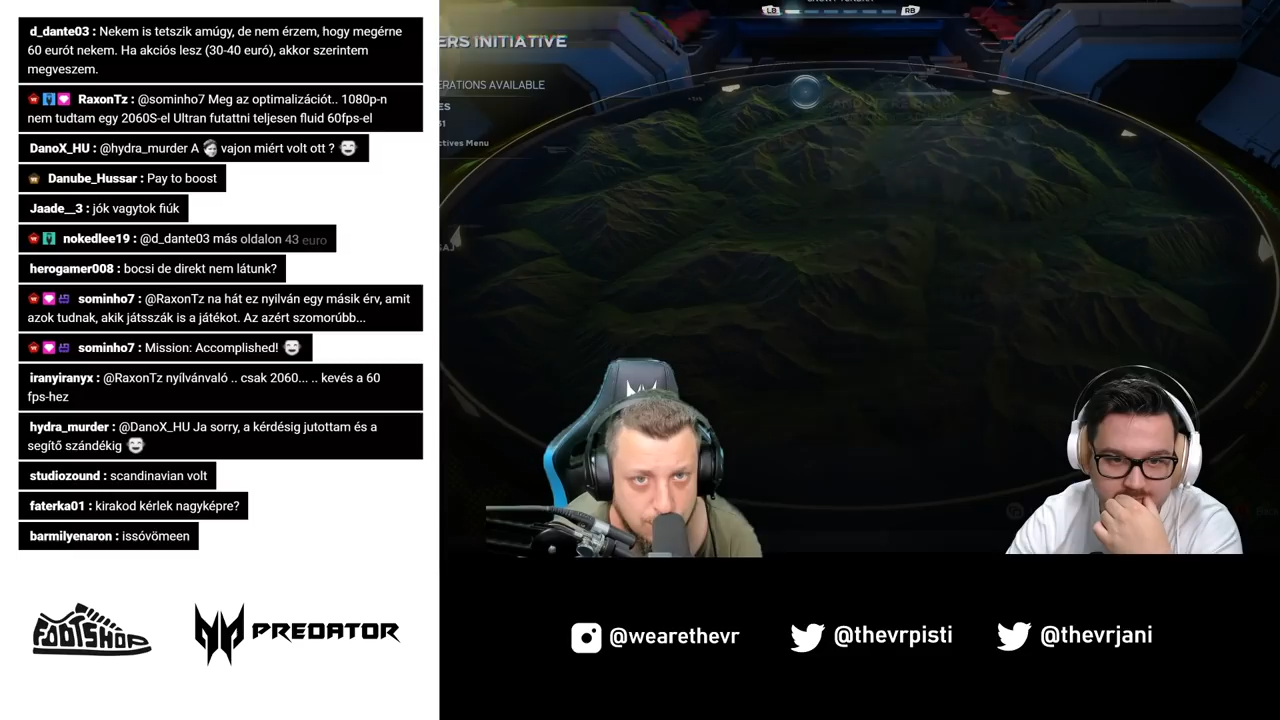 d_dante03 : Nekem is tetszik amúgy, de nem érzem, hogy megérne
60 eurót nekem. Ha akciós lesz (30-40 euró), akkor szerintem
megveszem.
RaxonTz : @sominho7 Meg az optimalizációt.. 1080p-n
nem tudtam egy 2060S-el Ultran futattni teljesen fluid 60fps-el
DanoX_HU : @hydra_murder A vajon miért volt ott ?
Danube_Hussar : Pay to boost
Jaade__3 : jók vagytok fiúk
nokedlee19 : @d_dante03 más oldalon 43 euro
herogamer008 : bocsi de direkt nem látunk?
sominho7 : @RaxonTz na hát ez nyilván egy másik érv, amit
azok tudnak, akik játsszák is a játékot. Az azért szomorúbb...
sominho7 : Mission: Accomplished!
iranyiranyx : @RaxonTz nyílvánváló .. csak 2060... .. kevés a 60
fps-hez
hydra_murder : @DanoX_HU Ja sorry, a kérdésig jutottam és a
segítő szándékig
studiozound : scandinavian volt
faterka01 : kirakod kérlek nagyképre?
barmilyenaron : issóvömeen
FOOTSHOP
PREDATOR
LB
RB
ERS INITIATIVE
ERATIONS AVAILABLE
ES
ctives Menu
@wearethevr
@thevrpisti
@thevrjani